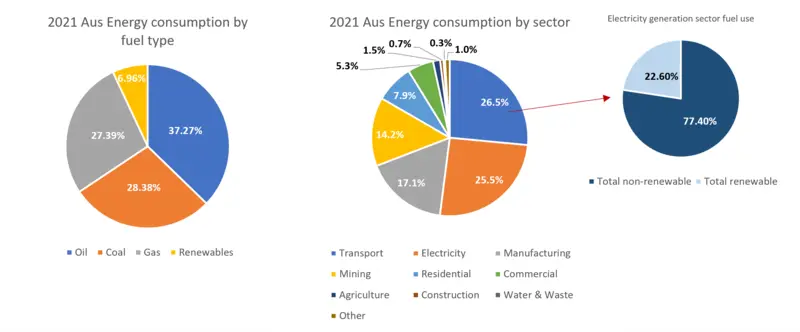 2021 Aus Energy consumption by
fuel type
6.96%
37.27%
27.39%
28.38%
Oil Coal Gas Renewables
2021 Aus Energy consumption by sector
0.7% 0.3%
1.5% 1.0%
5.3%
7.9% 26.5%
14.2%
17.1% 25.5%
Transport Electricity Manufacturing
Mining Residential Commercial
Agriculture Construction Water & Waste
Other
Electricity generation sector fuel use
22.60%
77.40%
Total non-renewable Total renewable